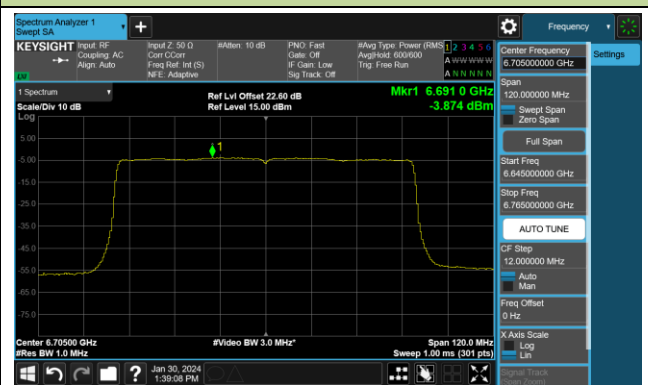 Spectrum Analyzer 1
Swept SA
Frequency
KEYSIGHT
Input: RF
Coupling: AC
Align: Auto
Input Z: 50 Ω
Corr CCorr
Freq Ref: Int (S)
NFE: Adaptive
#Atten: 10 dB
PNO: Fast
Gate: Off
IF Gain: Low
Sig Track: Off
#Avg Type: Power (RMS
Avg|Hold: 600/600
Trig: Free Run
1 2 3 4 5 6
A W W W W W
A N N N N N
1 Spectrum
Scale/Div 10 dB
Log
Ref Lvl Offset 22.60 dB
Ref Level 15.00 dBm
Mkr1 6.691 0 GHz
-3.874 dBm
5.00
-5.00
-15.0
-25.0
-35.0
-45.0
-55.0
-65.0
-75.0
1
Center 6.70500 GHz
#Res BW 1.0 MHz
#Video BW 3.0 MHz*
Span 120.0 MHz
Sweep 1.00 ms (301 pts)
Jan 30, 2024
1:39:08 PM
Center Frequency
6.705000000 GHz
Settings
Span
120.000000 MHz
Swept Span
Zero Span
Full Span
Start Freq
6.645000000 GHz
Stop Freq
6.765000000 GHz
AUTO TUNE
CF Step
12.000000 MHz
Auto
Man
Freq Offset
0 Hz
X Axis Scale
Log
Lin
Signal Track
(Span Zoom)